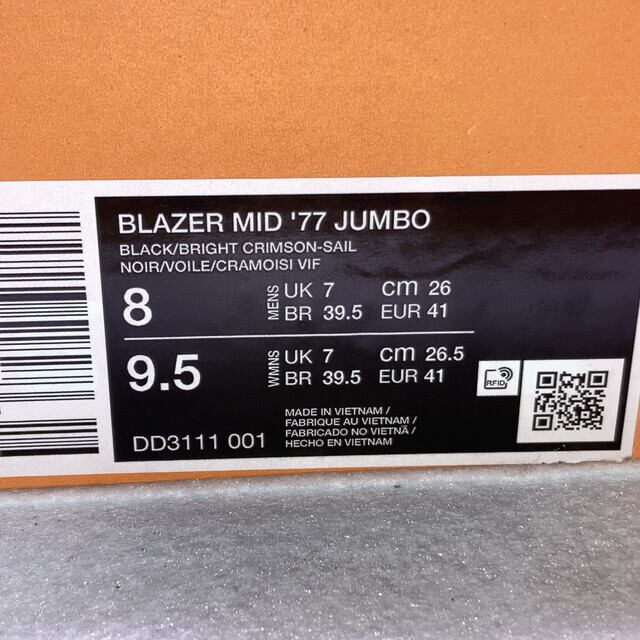 BLAZER MID '77 JUMBO
BLACK/BRIGHT CRIMSON-SAIL
NOIR/VOILE/CRAMOISI VIF
8 MENS UK 7 cm 26
BR 39.5 EUR 41
9.5 WMNS UK 7 cm 26.5
BR 39.5 EUR 41
RFID
MADE IN VIETNAM /
FABRIQUE AU VIETNAM /
FABRICADO NO VIETNÃ /
HECHO EN VIETNAM
DD3111 001